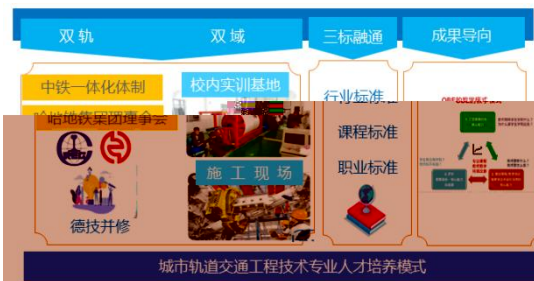 双轨
双域
三标融通
成果导向
中铁一体化体制
哈地铁集团理事会
德技并修
校内实训基地
施工现场
行业标准
课程标准
职业标准
城市轨道交通工程技术专业人才培养模式